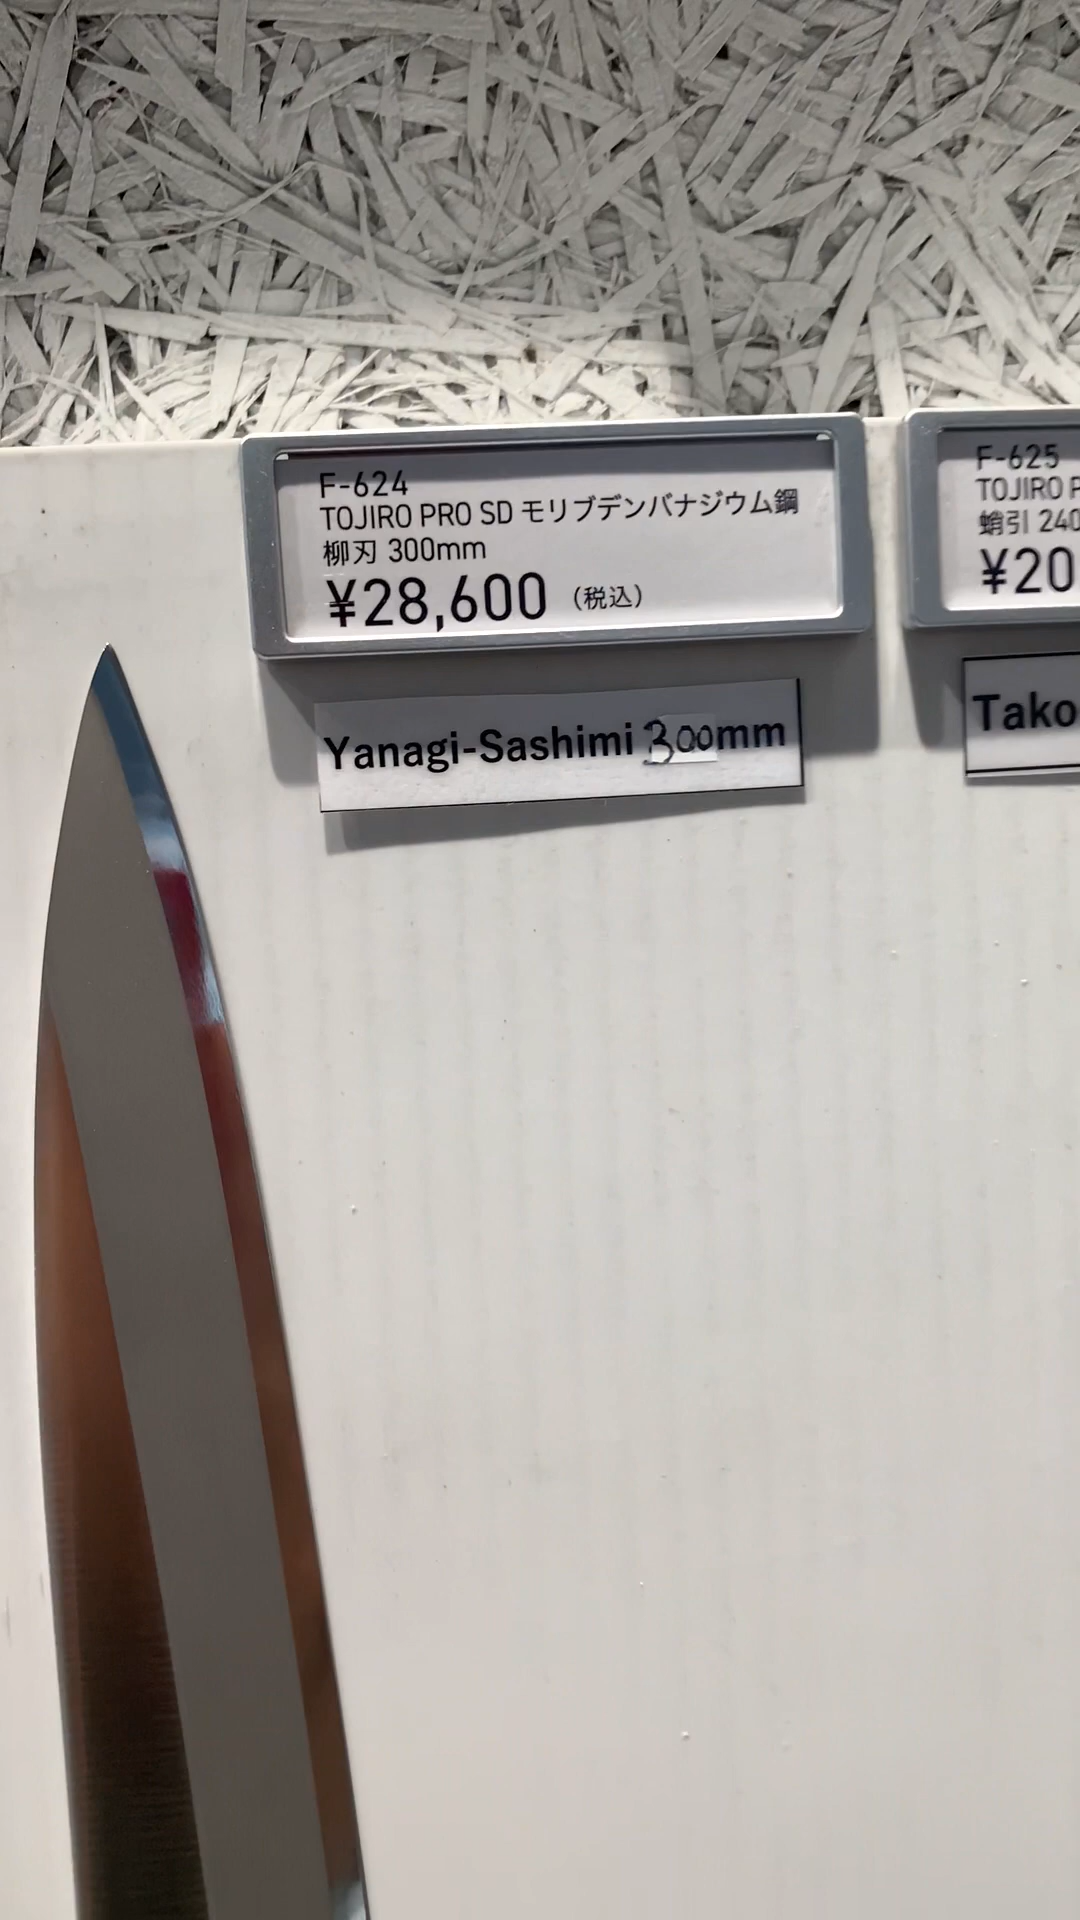 F-624
TOJIRO PRO SD モリブデンバナジウム鋼
柳刃 300mm
¥28,600 (税込)
Yanagi-Sashimi 300mm
F-625
TOJIRO P
蛸引 240
¥20
Tako